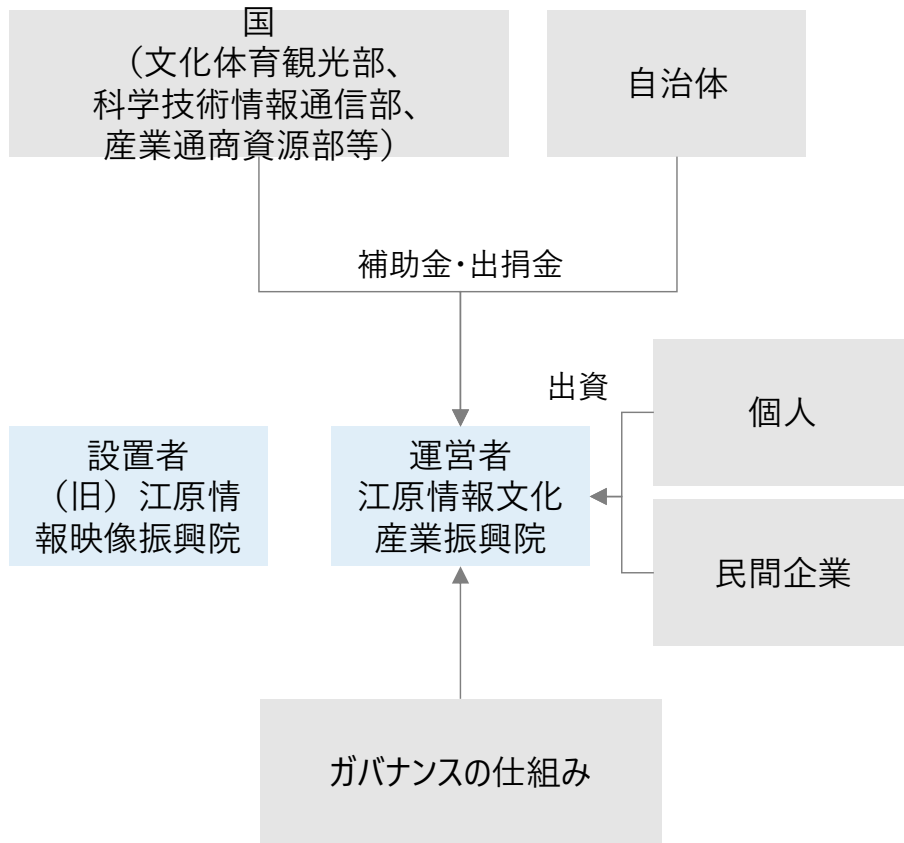 国
（文化体育観光部、
科学技術情報通信部、
産業通商資源部等）
自治体
補助金・出捐金
出資
個人
設置者
（旧）江原情
報映像振興院
運営者
江原情報文化
産業振興院
民間企業
ガバナンスの仕組み